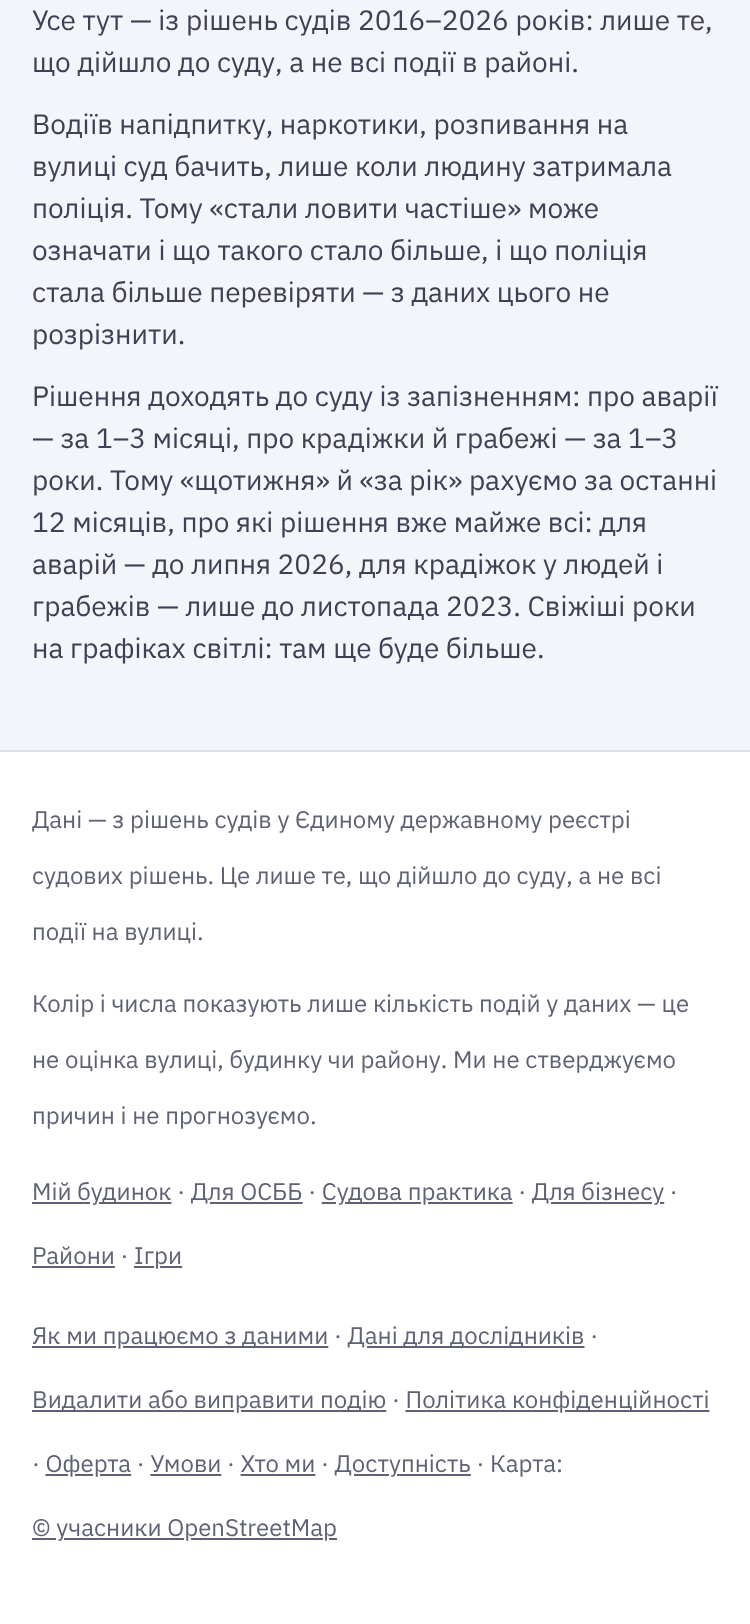 Усе тут — із рішень судів 2016–2026 років: лише те,
що дійшло до суду, а не всі події в районі.
Водіїв напідпитку, наркотики, розпивання на
вулиці суд бачить, лише коли людину затримала
поліція. Тому «стали ловити частіше» може
означати і що такого стало більше, і що поліція
стала більше перевіряти — з даних цього не
розрізнити.
Рішення доходять до суду із запізненням: про аварії
— за 1–3 місяці, про крадіжки й грабежі — за 1–3
роки. Тому «щотижня» й «за рік» рахуємо за останні
12 місяців, про які рішення вже майже всі: для
аварій — до липня 2026, для крадіжок у людей і
грабежів — лише до листопада 2023. Свіжіші роки
на графіках світлі: там ще буде більше.
Дані — з рішень судів у Єдиному державному реєстрі
судових рішень. Це лише те, що дійшло до суду, а не всі
події на вулиці.
Колір і числа показують лише кількість подій у даних — це
не оцінка вулиці, будинку чи району. Ми не стверджуємо
причин і не прогнозуємо.
Мій будинок · Для ОСББ · Судова практика · Для бізнесу ·
Райони · Ігри
Як ми працюємо з даними · Дані для дослідників ·
Видалити або виправити подію · Політика конфіденційності
· Оферта · Умови · Хто ми · Доступність · Карта:
© учасники OpenStreetMap